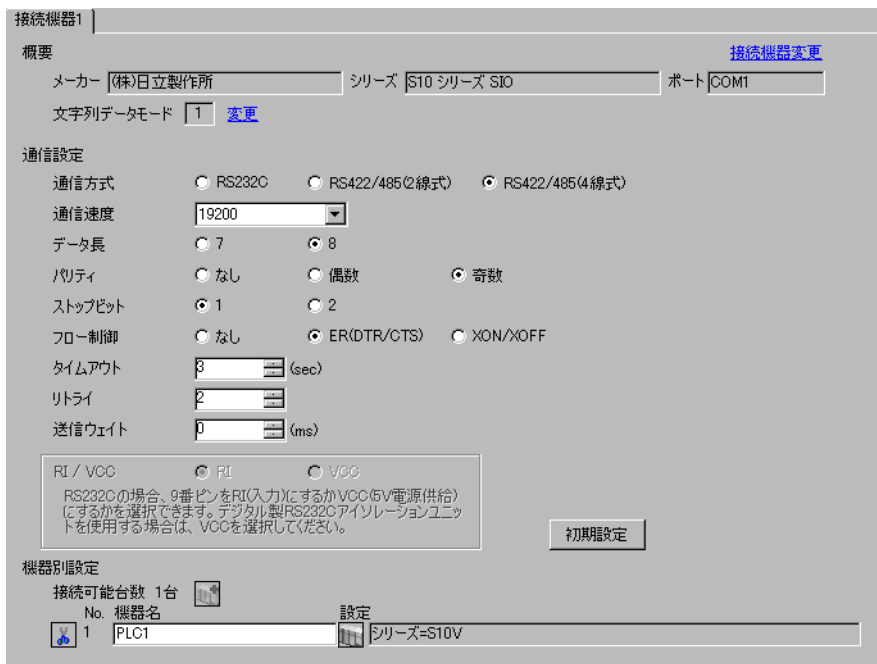 接続機器1
概要
接続機器変更
メーカー (株)日立製作所 シリーズ S10 シリーズ SIO ポート COM1
文字列データモード 1 変更
通信設定
通信方式 RS232C RS422/485(2線式) RS422/485(4線式)
通信速度 19200
データ長 7 8
パリティ なし 偶数 奇数
ストップビット 1 2
フロー制御 なし ER(DTR/CTS) XON/XOFF
タイムアウト 3 (sec)
リトライ 2
送信ウェイト 0 (ms)
RI / VCC RI VCC
RS232Cの場合、9番ピンをRI(入力)にするかVCC(5V電源供給)
にするかを選択できます。デジタル製RS232Cアイソレーションユニッ
トを使用する場合は、VCCを選択してください。
初期設定
機器別設定
接続可能台数 1台
No. 機器名 設定
1 PLC1 シリーズ=S10V